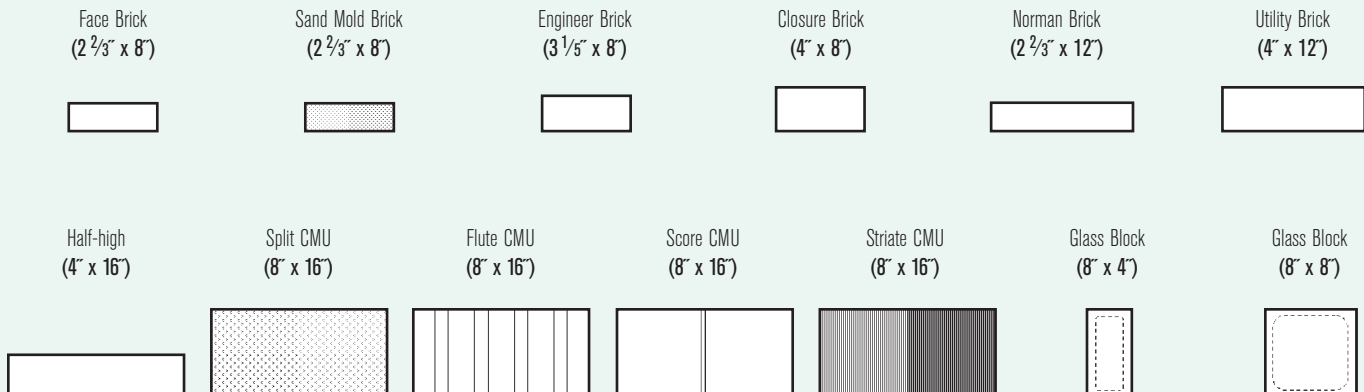 Face Brick
(2 2/3″ x 8″)
Sand Mold Brick
(2 2/3″ x 8″)
Engineer Brick
(3 1/5″ x 8″)
Closure Brick
(4″ x 8″)
Norman Brick
(2 2/3″ x 12″)
Utility Brick
(4″ x 12″)
Half-high
(4″ x 16″)
Split CMU
(8″ x 16″)
Flute CMU
(8″ x 16″)
Score CMU
(8″ x 16″)
Striate CMU
(8″ x 16″)
Glass Block
(8″ x 4″)
Glass Block
(8″ x 8″)